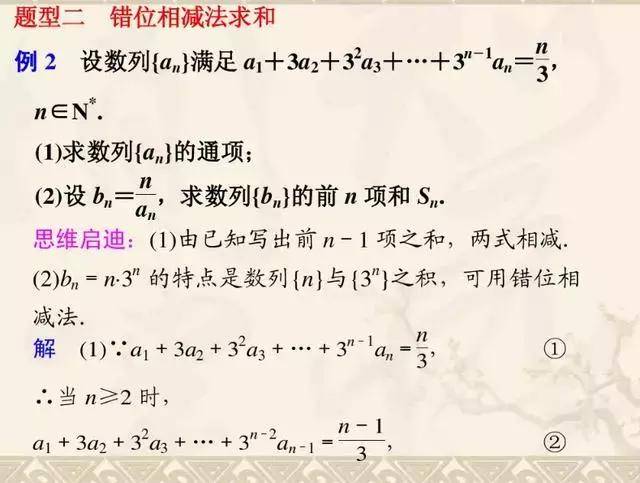 题型二 错位相减法求和
例 2 设数列{aₙ}满足 a₁＋3a₂＋3²a₃＋…＋3ⁿ⁻¹aₙ＝n/3，
n∈N*.
(1)求数列{aₙ}的通项；
(2)设 bₙ＝n/aₙ，求数列{bₙ}的前 n 项和 Sₙ.
思维启迪：(1)由已知写出前 n－1 项之和，两式相减.
(2)bₙ＝n·3ⁿ 的特点是数列{n}与{3ⁿ}之积，可用错位相
减法.
解 (1)∵a₁＋3a₂＋3²a₃＋…＋3ⁿ⁻¹aₙ＝n/3， ①
∴当 n≥2 时，
a₁＋3a₂＋3²a₃＋…＋3ⁿ⁻²aₙ₋₁＝(n－1)/3， ②